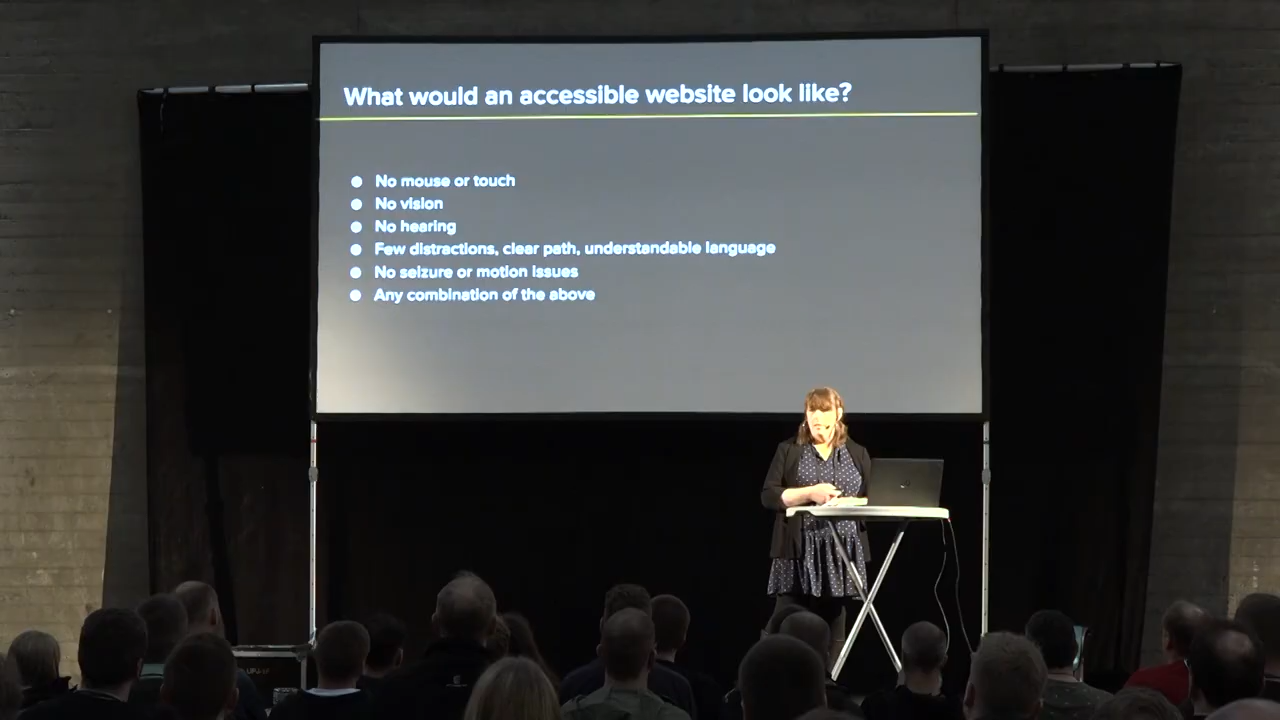 What would an accessible website look like?
● No mouse or touch
● No vision
● No hearing
● Few distractions, clear path, understandable language
● No seizure or motion issues
● Any combination of the above